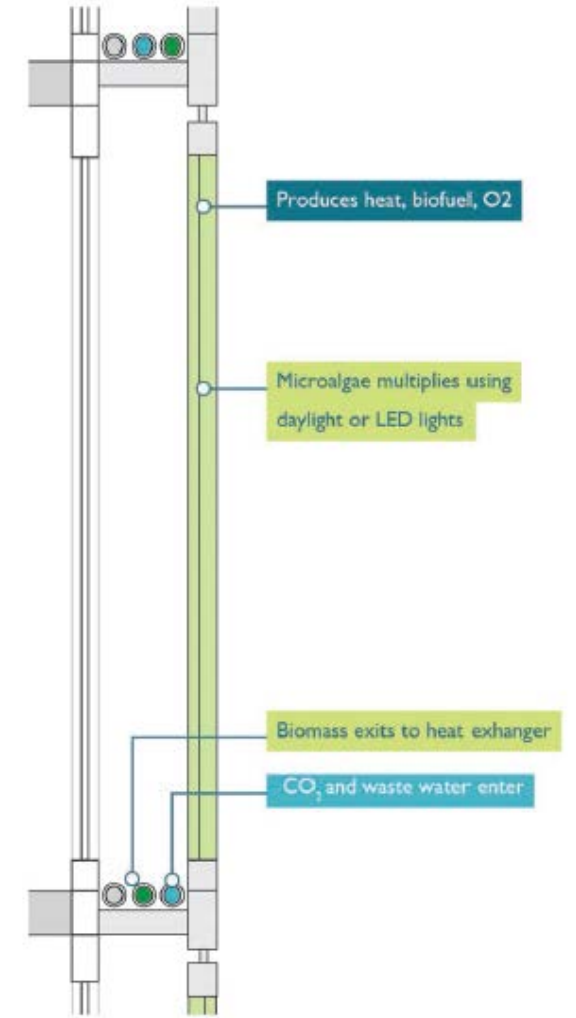 Produces heat, biofuel, O2
Microalgae multiplies using
daylight or LED lights
Biomass exits to heat exhanger
CO₂ and waste water enter